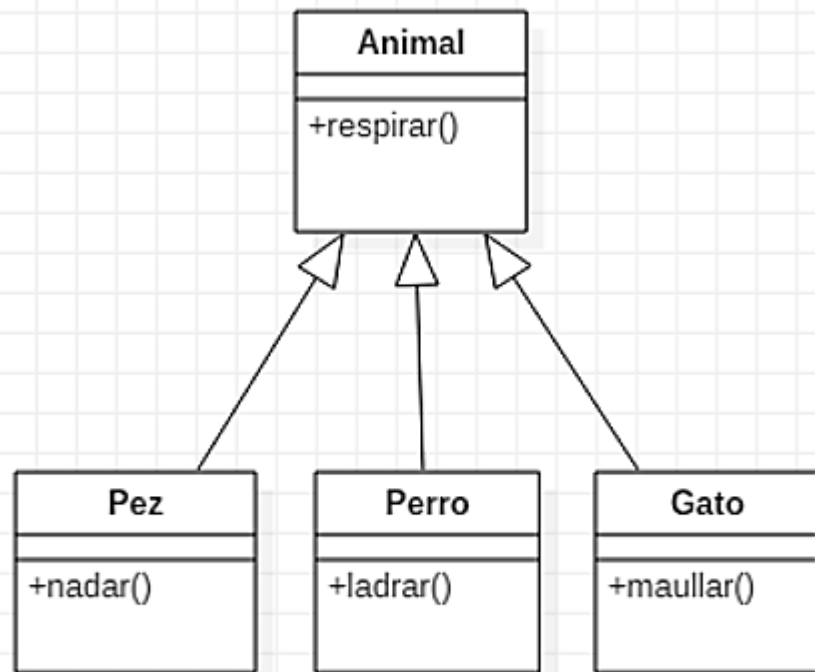 Animal
+respirar()
Pez
+nadar()
Perro
+ladrar()
Gato
+maullar()